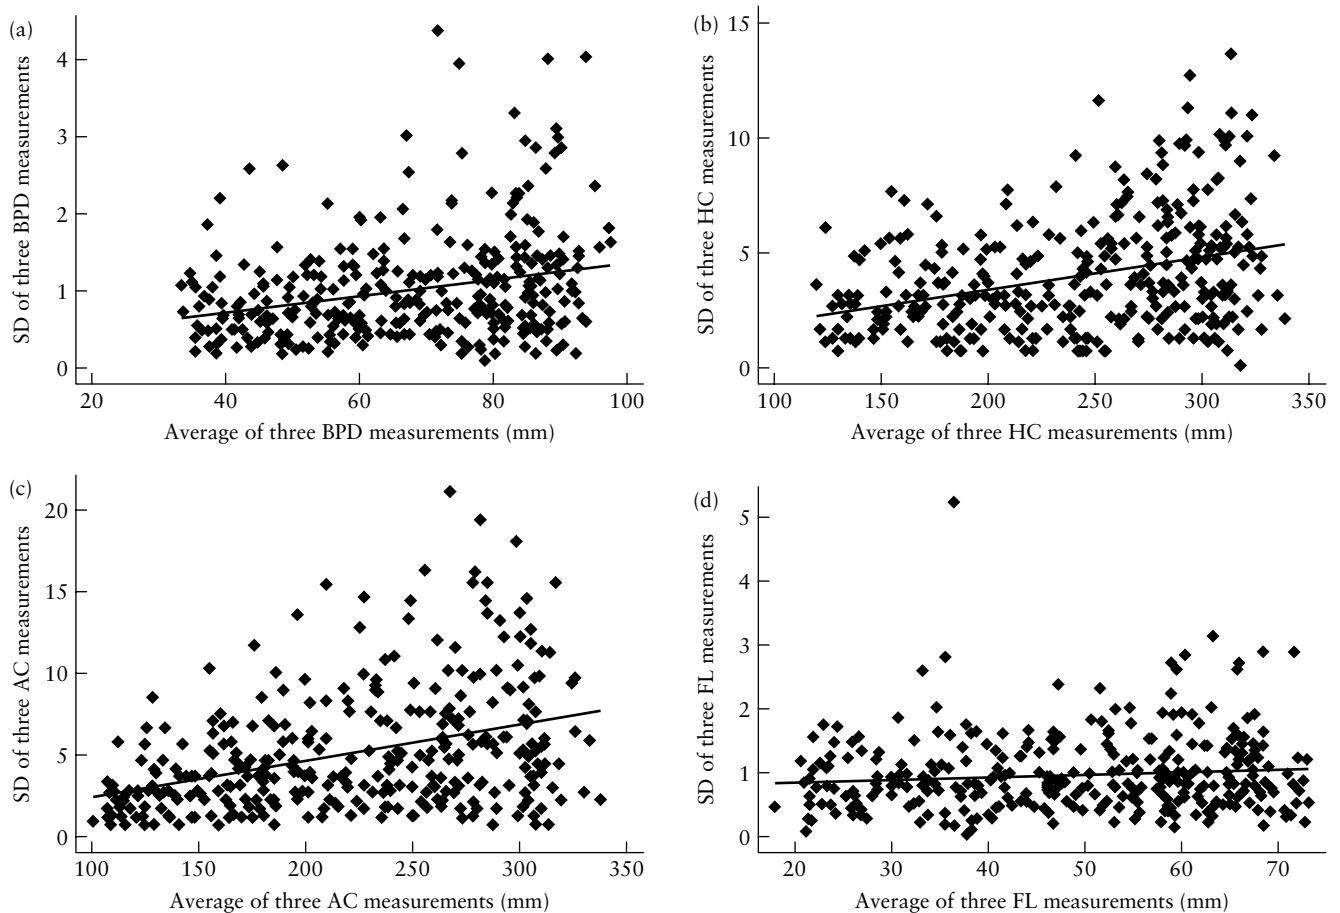 (a)
SD of three BPD measurements
4
3
2
1
0
20 40 60 80 100
Average of three BPD measurements (mm)
(b)
SD of three HC measurements
15
10
5
0
100 150 200 250 300 350
Average of three HC measurements (mm)
(c)
SD of three AC measurements
20
15
10
5
0
100 150 200 250 300 350
Average of three AC measurements (mm)
(d)
SD of three FL measurements
5
4
3
2
1
0
20 30 40 50 60 70
Average of three FL measurements (mm)